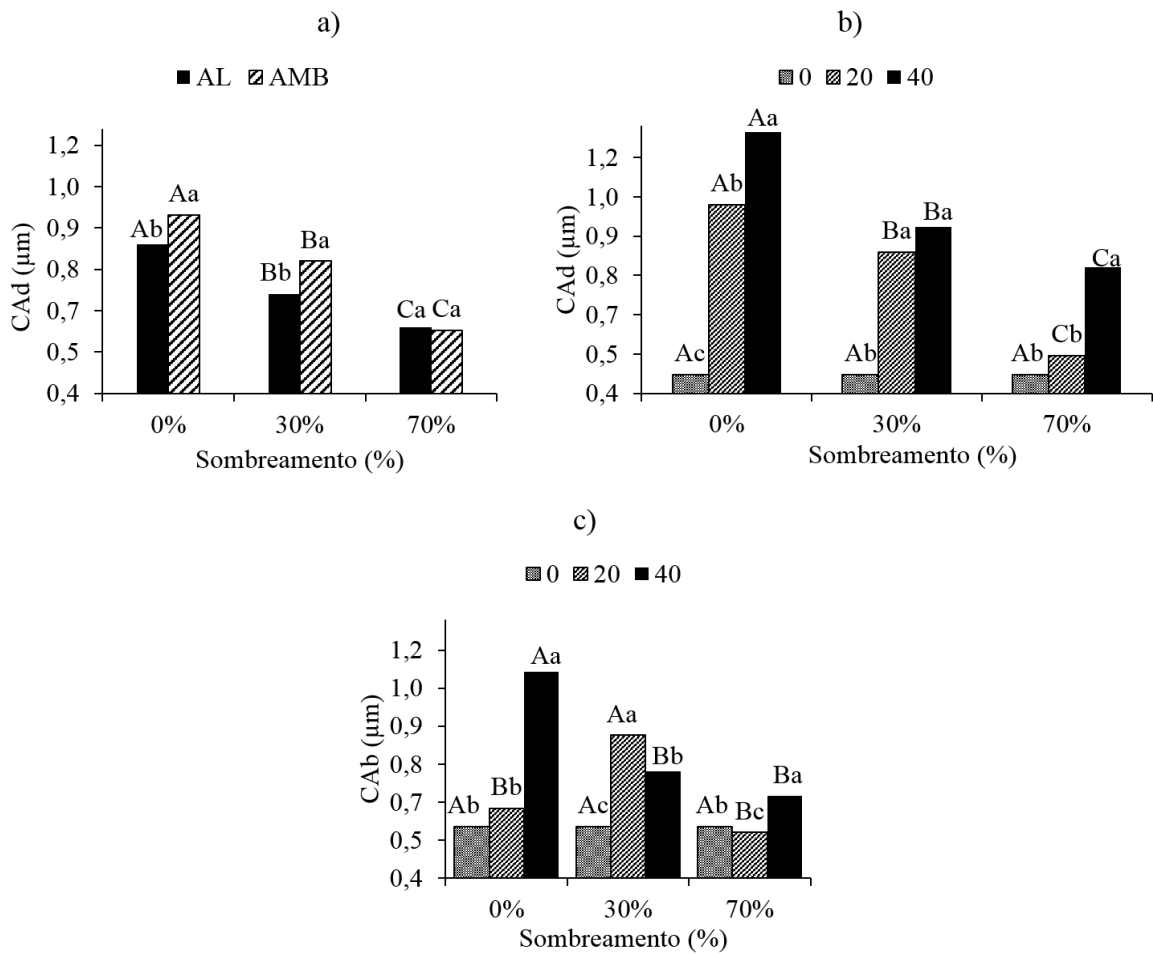 a)
AL AMB
CAd (µm)
1,2
1,0
0,9
0,8
0,7
0,5
0,4
Ab Aa
Bb Ba
Ca Ca
0% 30% 70%
Sombreamento (%)
b)
0 20 40
CAd (µm)
1,2
1,0
0,9
0,8
0,7
0,5
0,4
Ac Ab Aa
Ab Ba Ba
Ab Cb Ca
0% 30% 70%
Sombreamento (%)
c)
0 20 40
CAb (µm)
1,2
1,0
0,9
0,8
0,7
0,5
0,4
Ab Bb Aa
Ac Aa Bb
Ab Bc Ba
0% 30% 70%
Sombreamento (%)